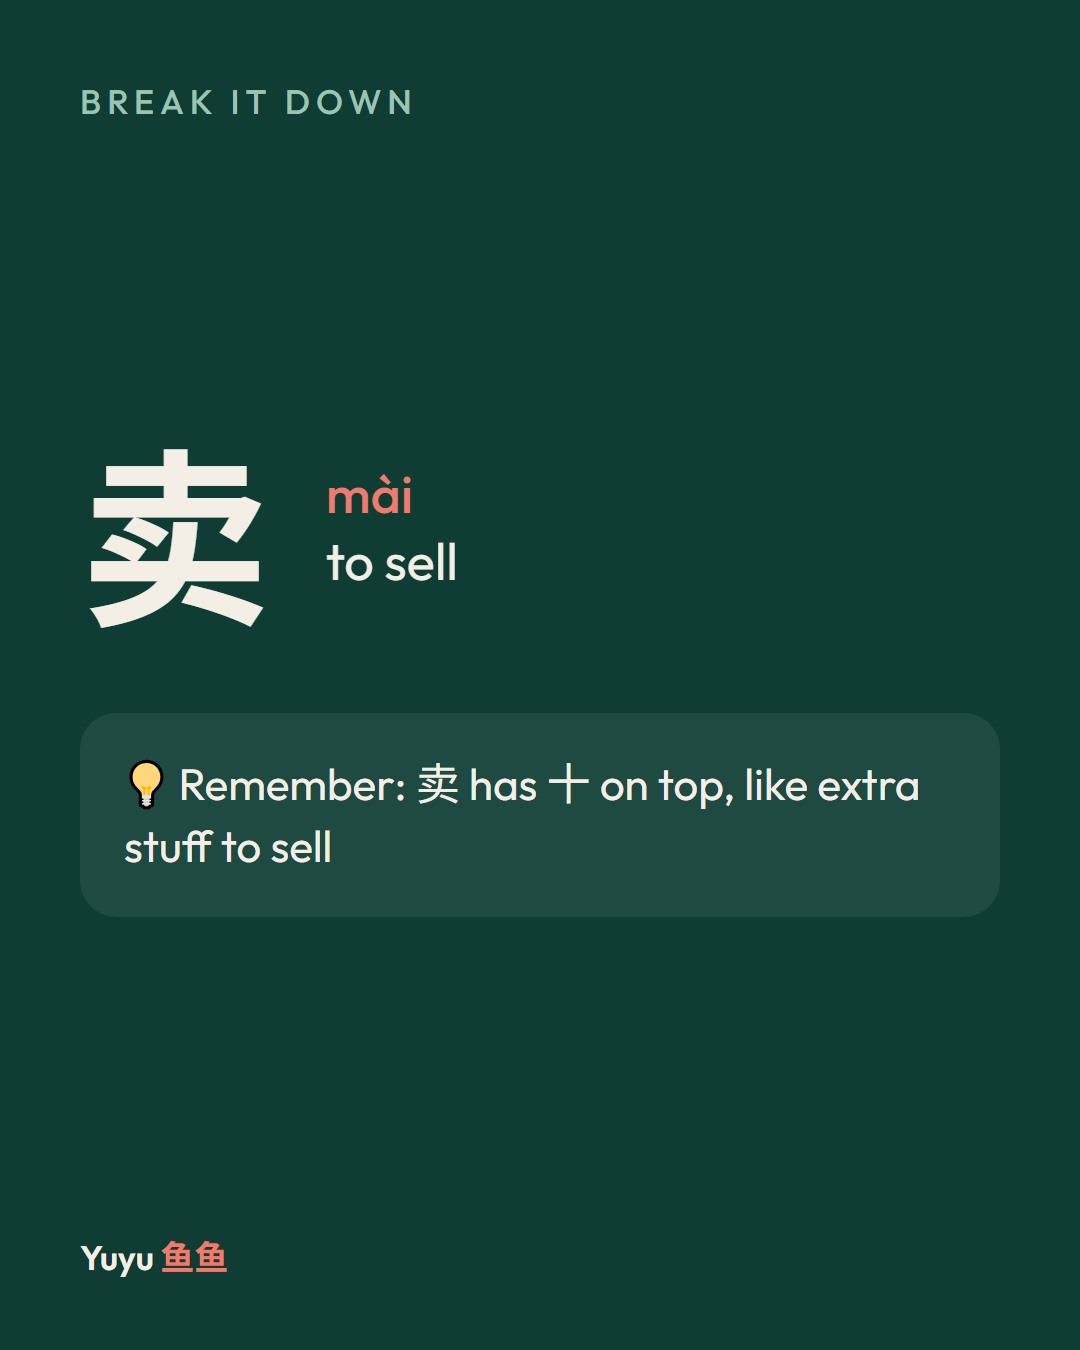 BREAK IT DOWN
卖
mài
to sell
💡 Remember: 卖 has 十 on top, like extra
stuff to sell
Yuyu 鱼鱼